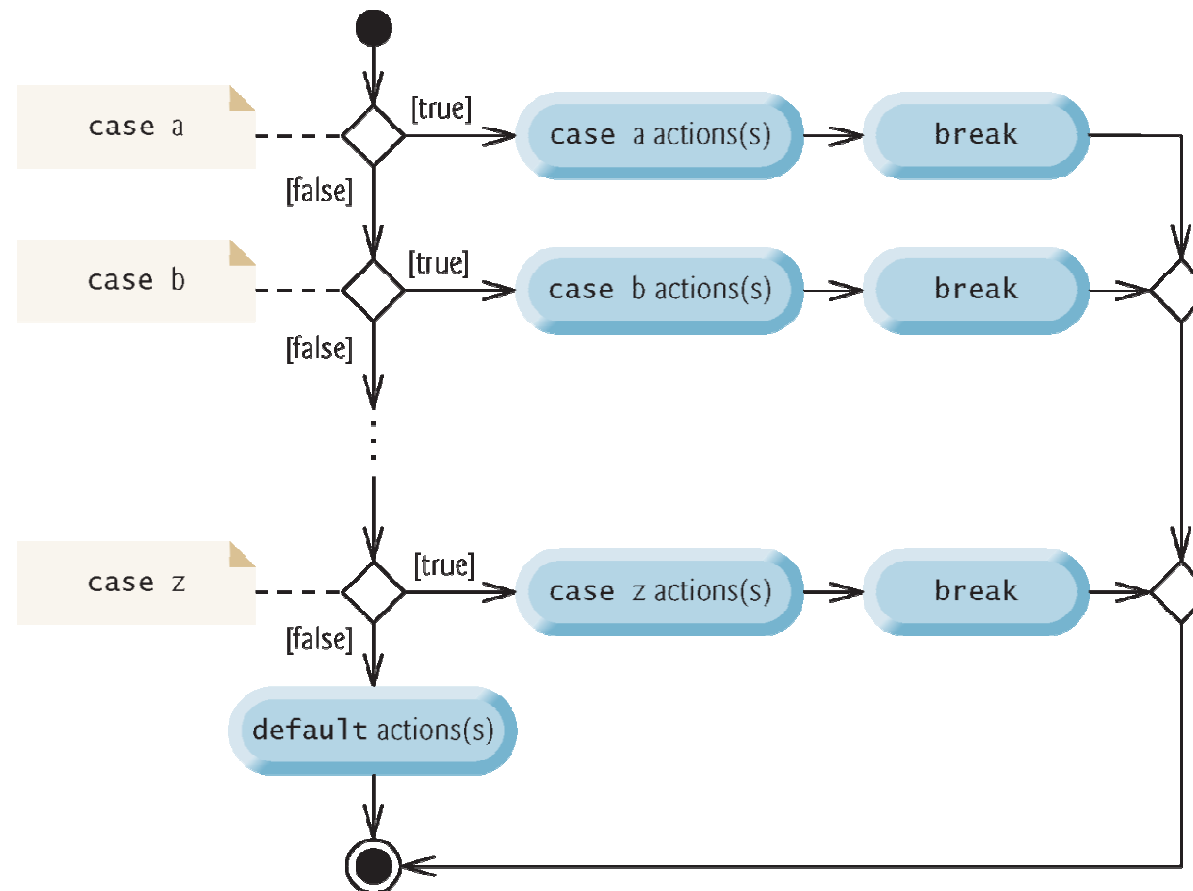 [true]
case a
case a actions(s)
break
[false]
[true]
case b
case b actions(s)
break
[false]
[true]
case z
case z actions(s)
break
[false]
default actions(s)